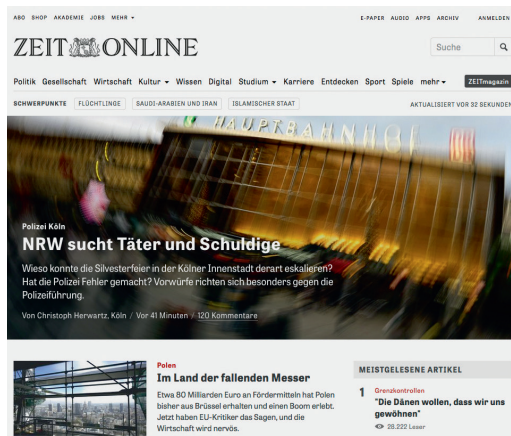 ABO SHOP AKADEMIE JOBS MEHR
E-PAPER AUDIO APPS ARCHIV ANMELDEN
ZEIT ONLINE
Suche
Politik Gesellschaft Wirtschaft Kultur Wissen Digital Studium Karriere Entdecken Sport Spiele mehr ZEITmagazin
SCHWERPUNKTE FLÜCHTLINGE SAUDI-ARABIEN UND IRAN ISLAMISCHER STAAT AKTUALISIERT VOR 32 SEKUNDEN
HAUPTBAHNHOF
Polizei Köln
NRW sucht Täter und Schuldige
Wieso konnte die Silvesterfeier in der Kölner Innenstadt derart eskalieren?
Hat die Polizei Fehler gemacht? Vorwürfe richten sich besonders gegen die
Polizeiführung.
Von Christoph Herwartz, Köln / Vor 41 Minuten / 120 Kommentare
Polen
Im Land der fallenden Messer
Etwa 80 Milliarden Euro an Fördermitteln hat Polen
bisher aus Brüssel erhalten und einen Boom erlebt.
Jetzt haben EU-Kritiker das Sagen, und die
Wirtschaft wird nervös.
MEISTGELESENE ARTIKEL
1 Grenzkontrollen
"Die Dänen wollen, dass wir uns
gewöhnen"
28.222 Leser